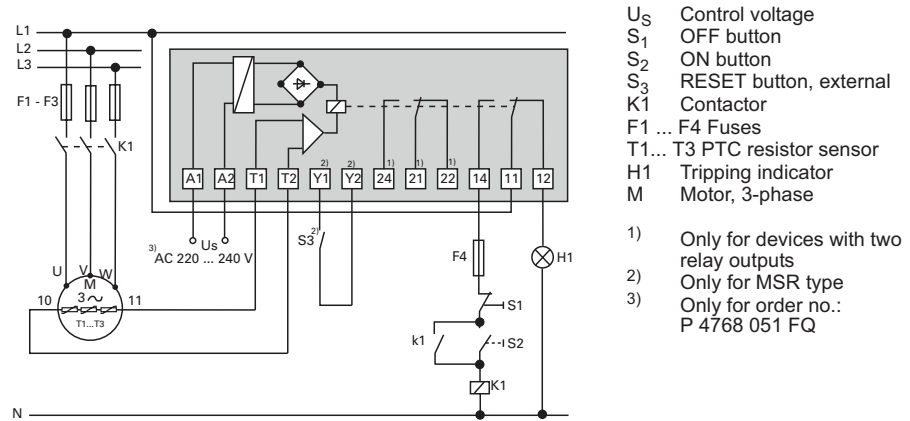 L1
L2
L3
F1 - F3
K1
A1 A2 T1 T2 Y1 Y2 24 21 22 14 11 12
2) 2) 1) 1) 1)
3) AC 220 ... 240 V
Us
S3 2)
F4
H1
U V W
M
3 ~
10 11
T1...T3
S1
k1
S2
K1
N
US Control voltage
S1 OFF button
S2 ON button
S3 RESET button, external
K1 Contactor
F1 ... F4 Fuses
T1... T3 PTC resistor sensor
H1 Tripping indicator
M Motor, 3-phase
1) Only for devices with two
relay outputs
2) Only for MSR type
3) Only for order no.:
P 4768 051 FQ